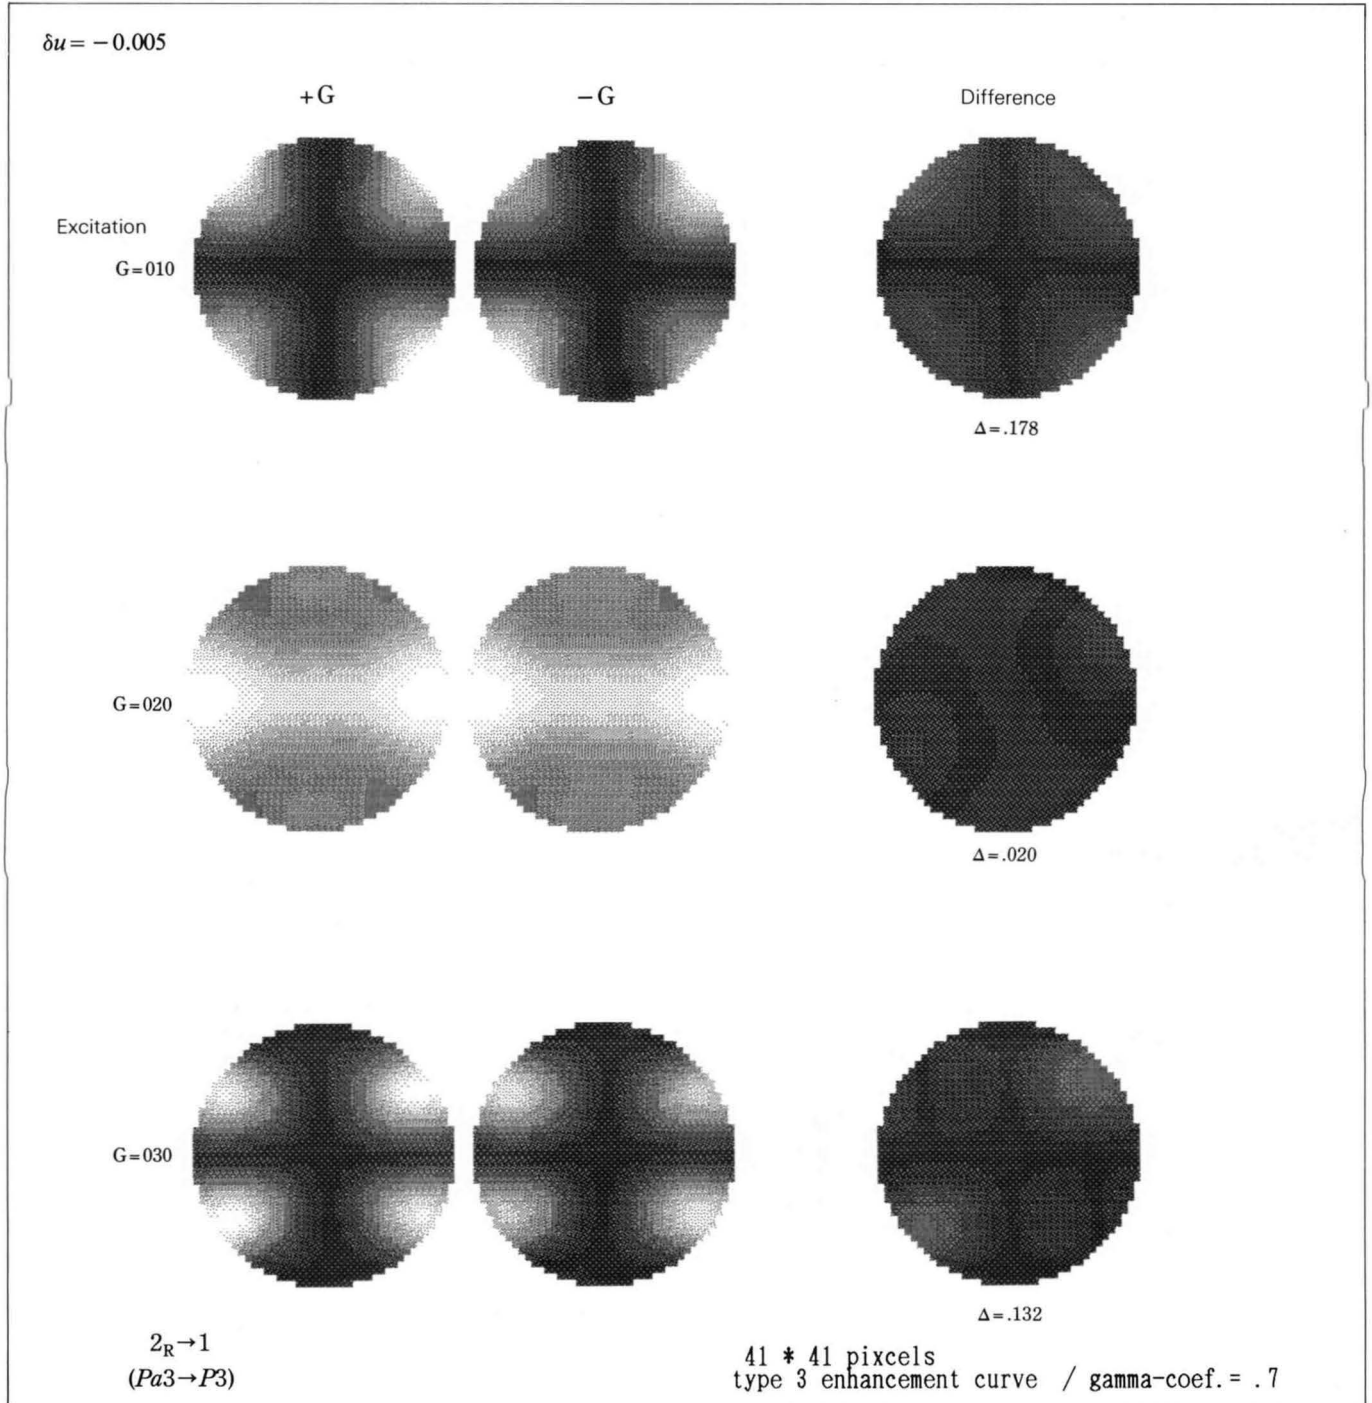 δu = −0.005
+G −G Difference
Excitation
G=010
Δ=.178
G=020
Δ=.020
G=030
Δ=.132
2R→1
(Pa3→P3)
41 * 41 pixcels
type 3 enhancement curve / gamma-coef. = .7